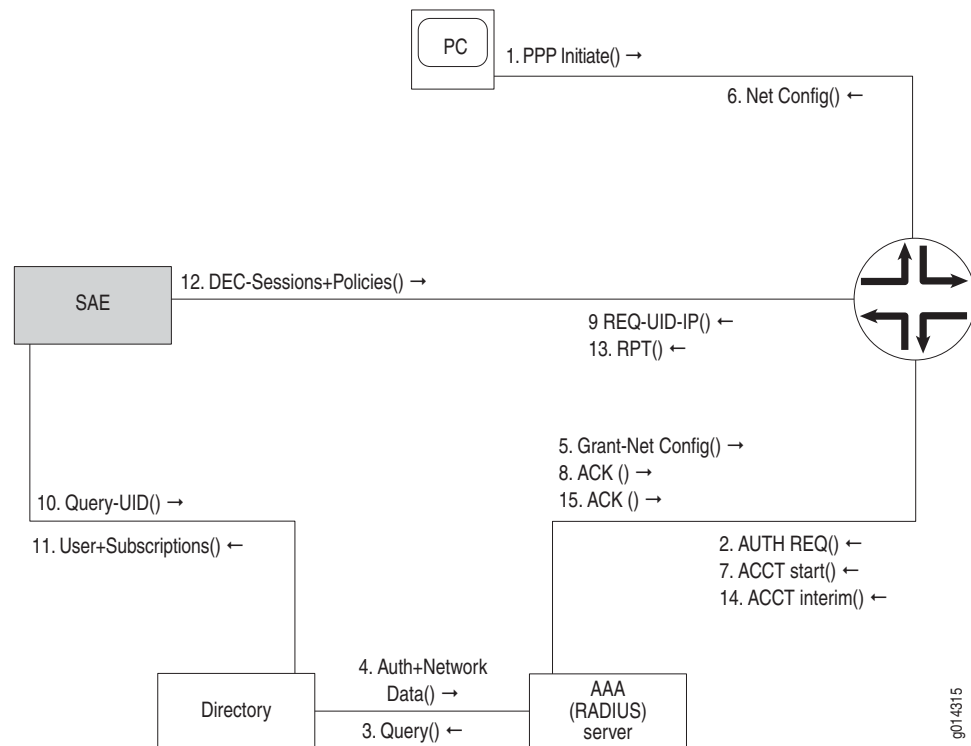 PC
1. PPP Initiate() →
6. Net Config() ←
SAE
12. DEC-Sessions+Policies() →
9 REQ-UID-IP() ←
13. RPT() ←
5. Grant-Net Config() →
8. ACK () →
15. ACK () →
10. Query-UID() →
11. User+Subscriptions() ←
2. AUTH REQ() ←
7. ACCT start() ←
14. ACCT interim() ←
4. Auth+Network
Data() →
Directory
3. Query() ←
AAA
(RADIUS)
server
g014315